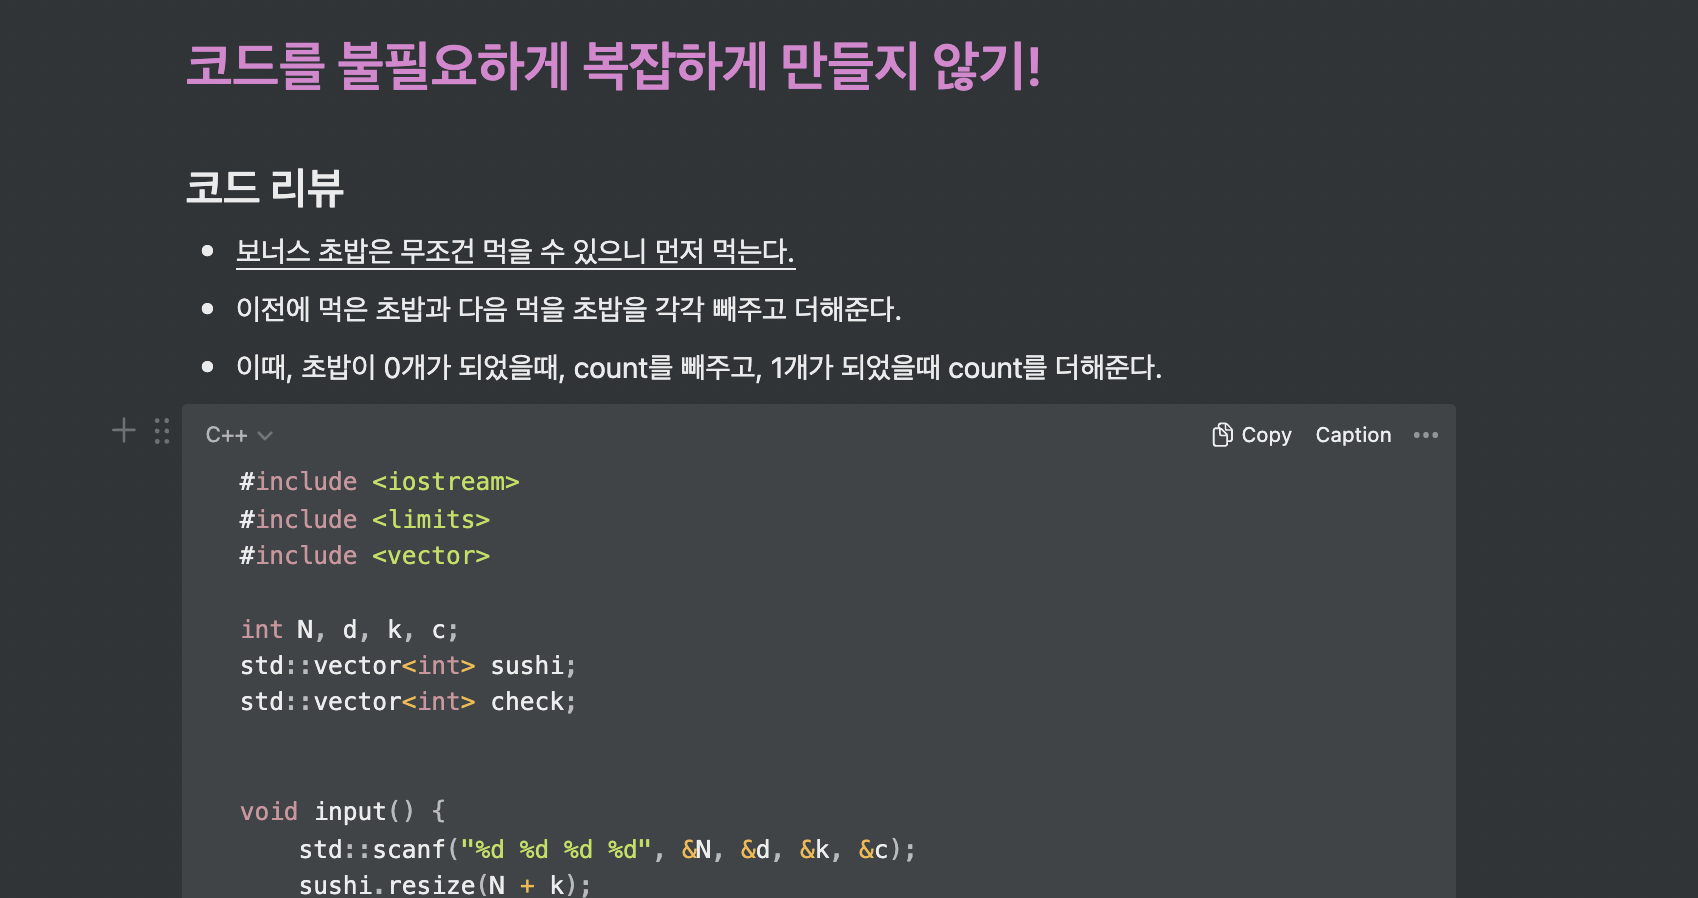 코드를 불필요하게 복잡하게 만들지 않기!
코드 리뷰
보너스 초밥은 무조건 먹을 수 있으니 먼저 먹는다.
이전에 먹은 초밥과 다음 먹을 초밥을 각각 빼주고 더해준다.
이때, 초밥이 0개가 되었을때, count를 빼주고, 1개가 되었을때 count를 더해준다.
C++ Copy Caption
#include <iostream>
#include <limits>
#include <vector>
int N, d, k, c;
std::vector<int> sushi;
std::vector<int> check;
void input() {
std::scanf("%d %d %d %d", &N, &d, &k, &c);
sushi.resize(N + k);